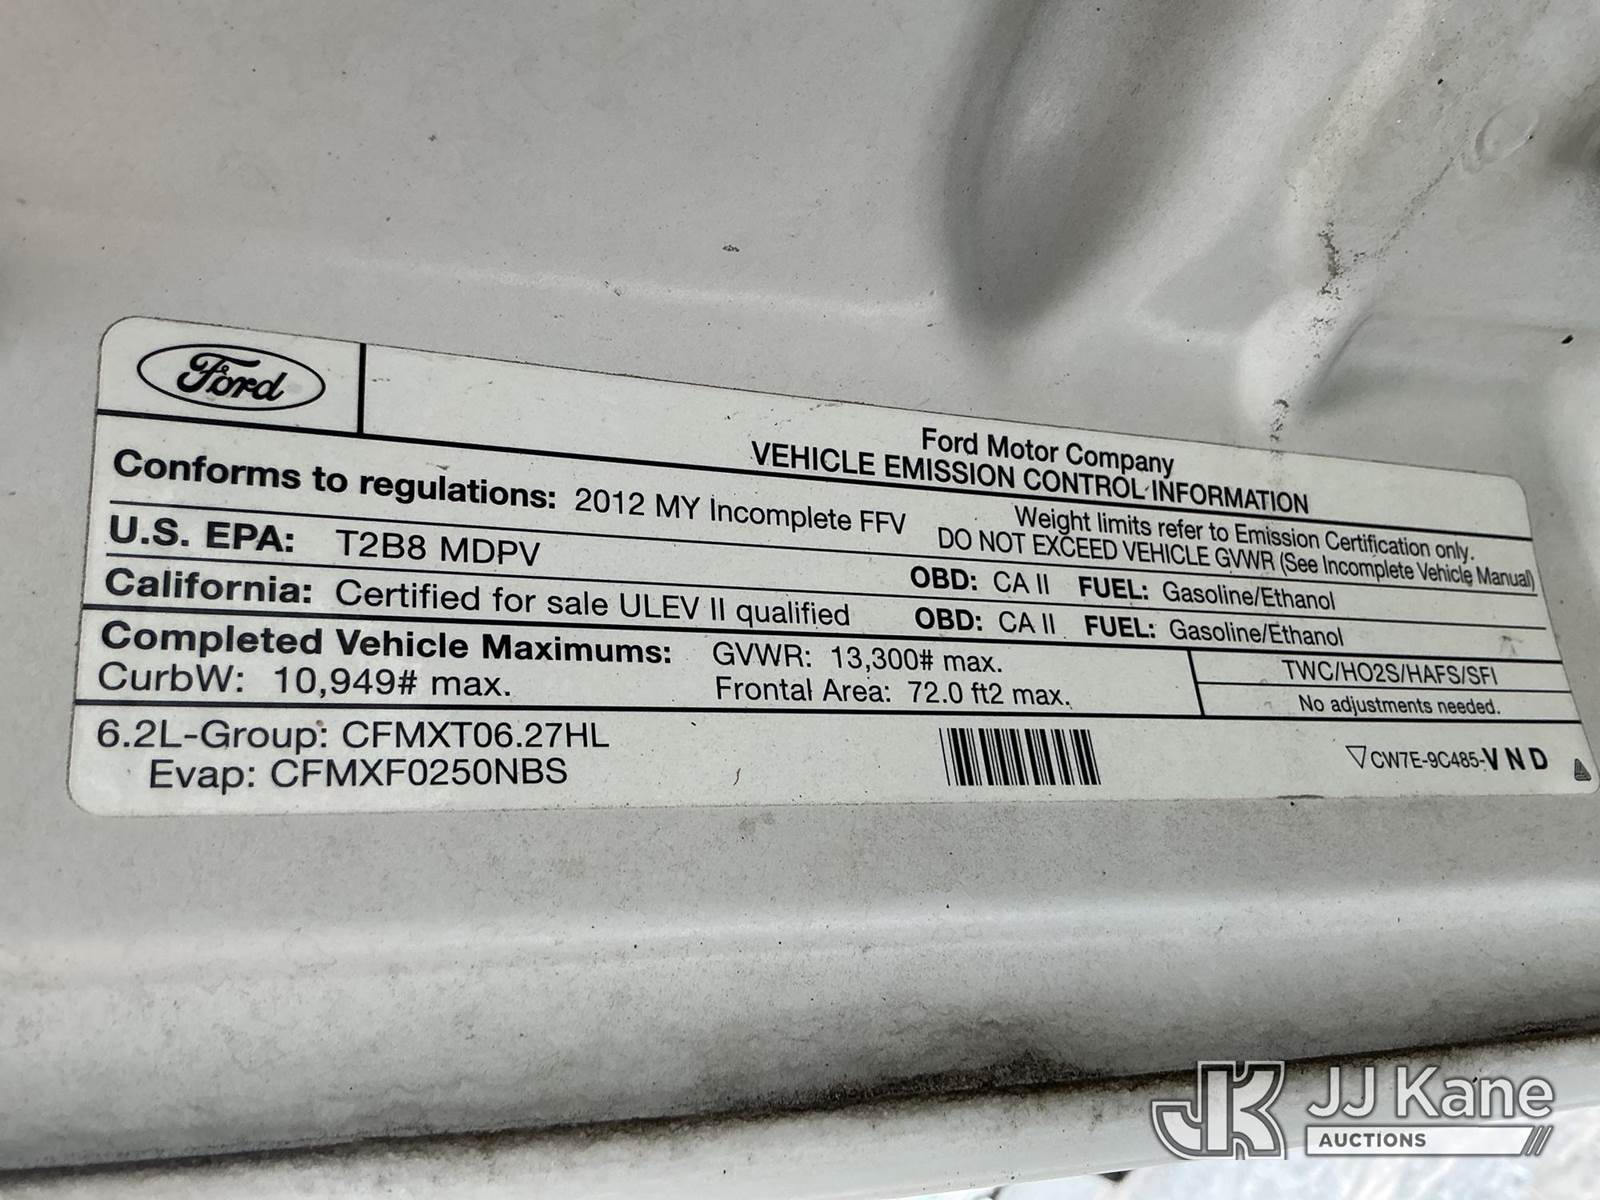 Ford
Ford Motor Company
VEHICLE EMISSION CONTROL INFORMATION
Conforms to regulations: 2012 MY Incomplete FFV
Weight limits refer to Emission Certification only.
DO NOT EXCEED VEHICLE GVWR (See Incomplete Vehicle Manual)
U.S. EPA: T2B8 MDPV OBD: CA II FUEL: Gasoline/Ethanol
California: Certified for sale ULEV II qualified OBD: CA II FUEL: Gasoline/Ethanol
Completed Vehicle Maximums: GVWR: 13,300# max.
CurbW: 10,949# max. Frontal Area: 72.0 ft2 max.
TWC/HO2S/HAFS/SFI
No adjustments needed.
6.2L-Group: CFMXT06.27HL
Evap: CFMXF0250NBS
CW7E-9C485-VND
JK JJ Kane
AUCTIONS